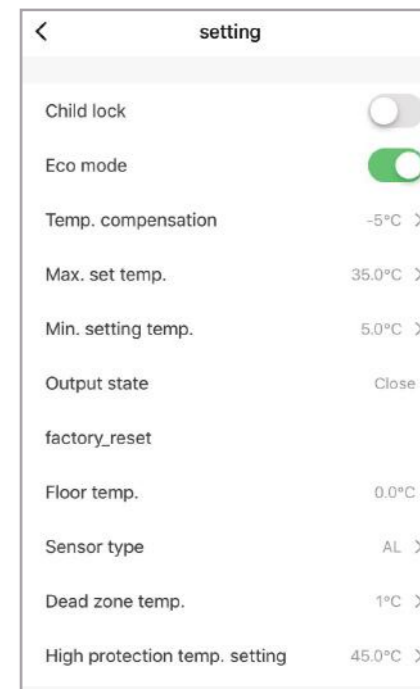 setting
Child lock
Eco mode
Temp. compensation -5°C
Max. set temp. 35.0°C
Min. setting temp. 5.0°C
Output state Close
factory_reset
Floor temp. 0.0°C
Sensor type AL
Dead zone temp. 1°C
High protection temp. setting 45.0°C